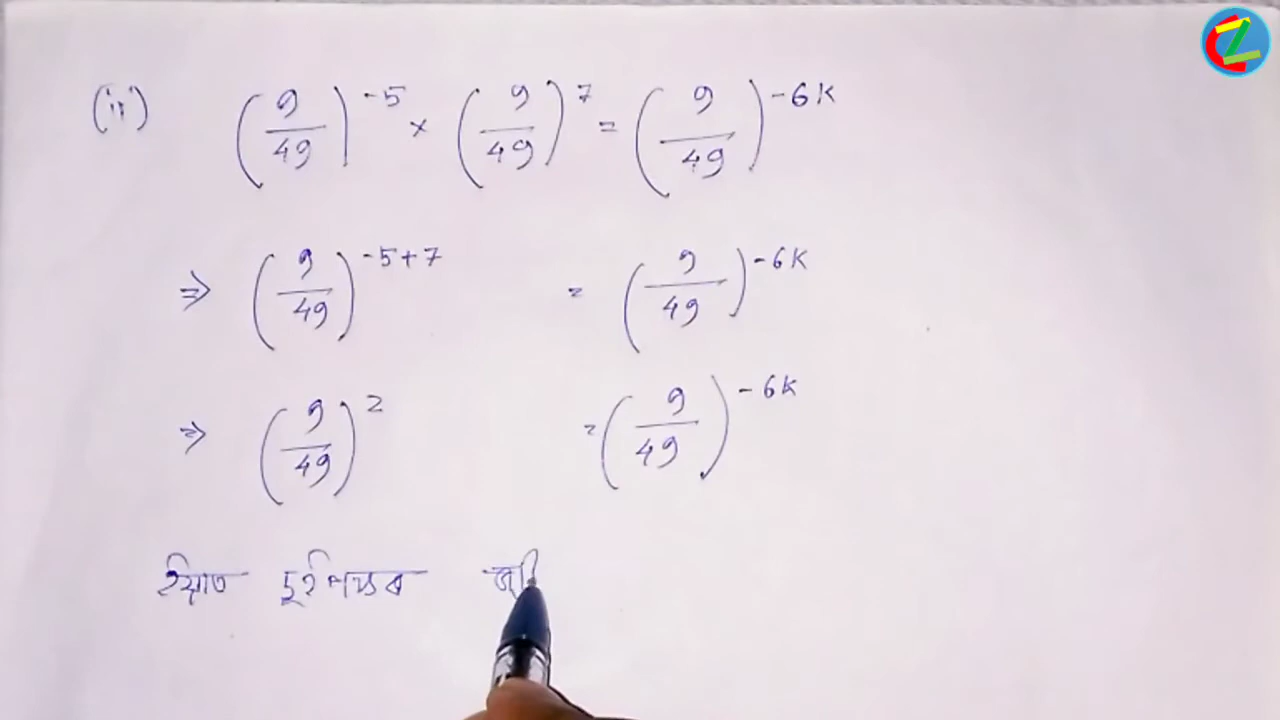 (ii) (9/49)^-5 × (9/49)^7 = (9/49)^-6K
⇒ (9/49)^-5+7 = (9/49)^-6K
⇒ (9/49)^2 = (9/49)^-6K
ইয়াত দুইপক্ষৰ